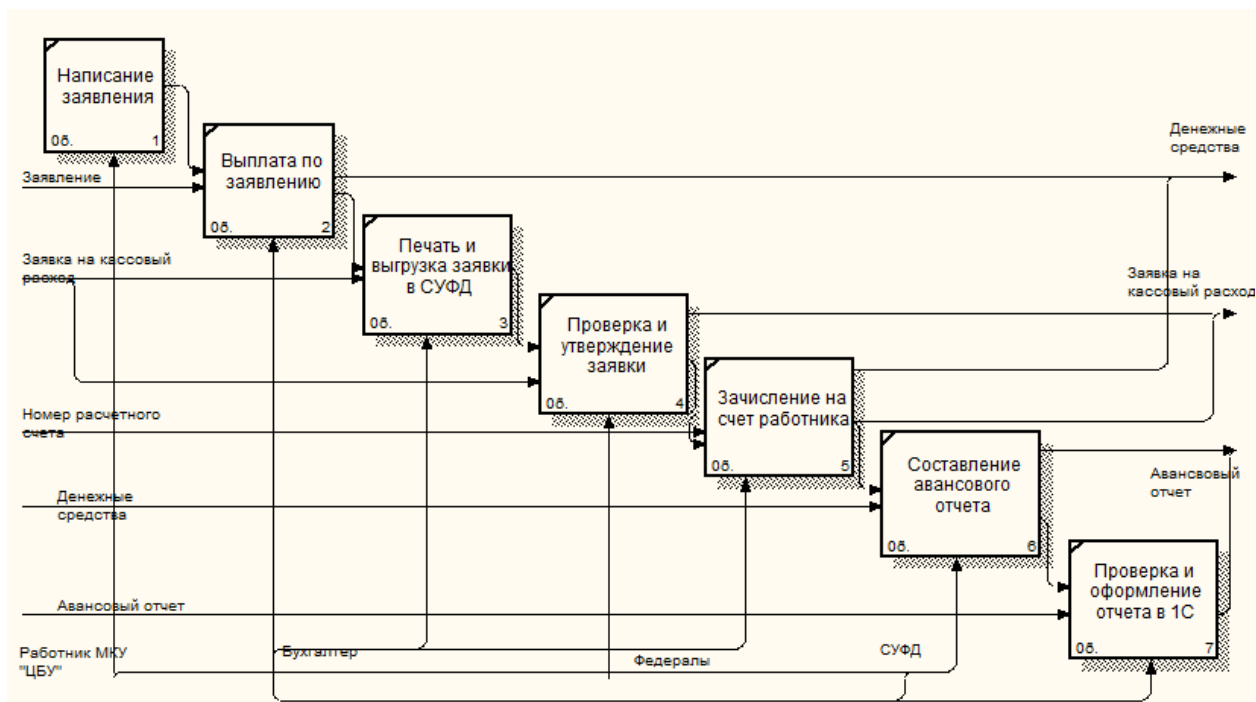 Написание
заявления
0б. 1
Выплата по
заявлению
0б. 2
Денежные
средства
Заявление
Печать и
выгрузка заявки
в СУФД
0б. 3
Заявка на кассовый
расход
Заявка на
кассовый расход
Проверка и
утверждение
заявки
0б. 4
Зачисление на
счет работника
0б. 5
Номер расчетного
счета
Составление
авансового
отчета
0б. 6
Авансвовый
отчет
Денежные
средства
Проверка и
оформление
отчета в 1С
0б. 7
Авансовый отчет
Работник МКУ
"ЦБУ"
Бухгалтер
Федералы
СУФД